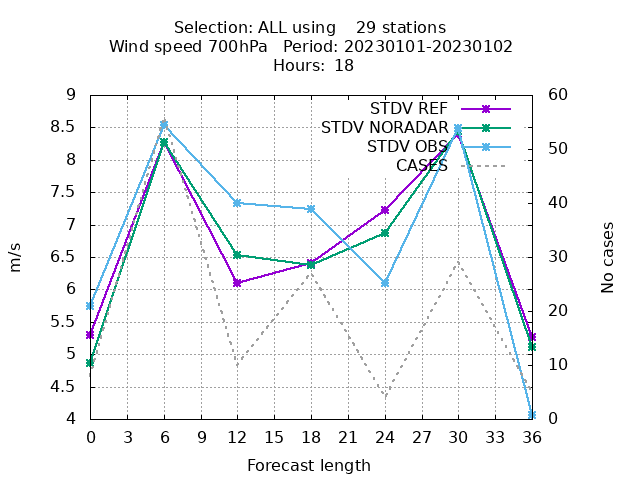 Selection: ALL using    29 stations
Wind speed 700hPa   Period: 20230101-20230102
Hours:  18
STDV REF
STDV NORADAR
STDV OBS
CASES
9
8.5
8
7.5
7
6.5
6
5.5
5
4.5
4
m/s
60
50
40
30
20
10
0
No cases
0 3 6 9 12 15 18 21 24 27 30 33 36
Forecast length